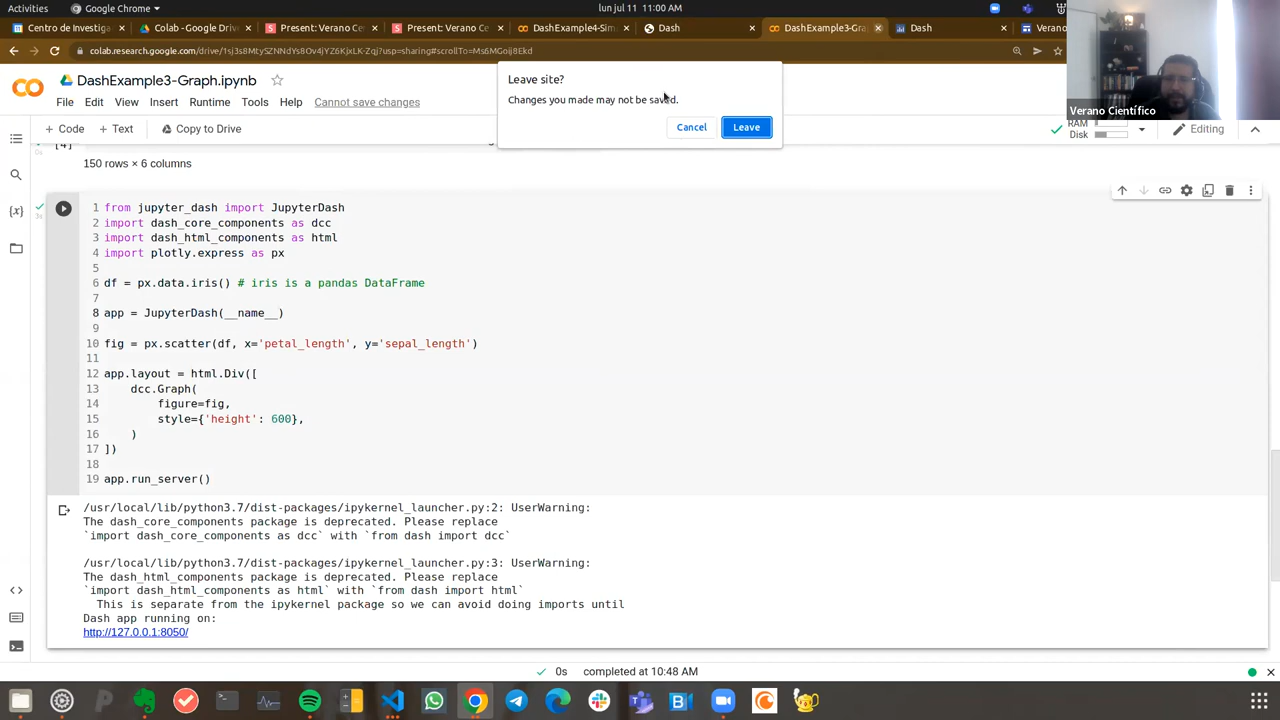 Activities
Google Chrome
lun jul 11 11:00 AM
Centro de Investiga
Colab - Google Drive
Present: Verano Cie
Present: Verano Cie
DashExample4-Sim
Dash
DashExample3-Gra
Dash
Verano
colab.research.google.com/drive/1sj3s8MtySZNNdYs8Ov4jYZ6KjxLK-Zqj?usp=sharing#scrollTo=Ms6MGoij8Ekd
Leave site?
Changes you made may not be saved.
Cancel
Leave
DashExample3-Graph.ipynb
File Edit View Insert Runtime Tools Help Cannot save changes
Verano Científico
+ Code + Text Copy to Drive
RAM
Disk
Editing
[4]
150 rows × 6 columns
1 from jupyter_dash import JupyterDash
2 import dash_core_components as dcc
3 import dash_html_components as html
4 import plotly.express as px
5
6 df = px.data.iris() # iris is a pandas DataFrame
7
8 app = JupyterDash(__name__)
9
10 fig = px.scatter(df, x='petal_length', y='sepal_length')
11
12 app.layout = html.Div([
13 dcc.Graph(
14 figure=fig,
15 style={'height': 600},
16 )
17 ])
18
19 app.run_server()
/usr/local/lib/python3.7/dist-packages/ipykernel_launcher.py:2: UserWarning:
The dash_core_components package is deprecated. Please replace
`import dash_core_components as dcc` with `from dash import dcc`
/usr/local/lib/python3.7/dist-packages/ipykernel_launcher.py:3: UserWarning:
The dash_html_components package is deprecated. Please replace
`import dash_html_components as html` with `from dash import html`
This is separate from the ipykernel package so we can avoid doing imports until
Dash app running on:
http://127.0.0.1:8050/
0s completed at 10:48 AM